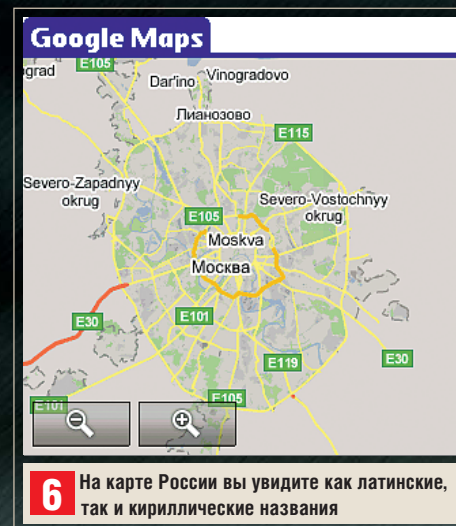 Google Maps
grad
E105
Dar'ino
Vinogradovo
Лианозово
E115
Severo-Zapadnyy
okrug
Severo-Vostochnyy
okrug
E105
Moskva
Москва
E101
E30
E119
E30
E101
E105
6 На карте России вы увидите как латинские,
так и кириллические названия